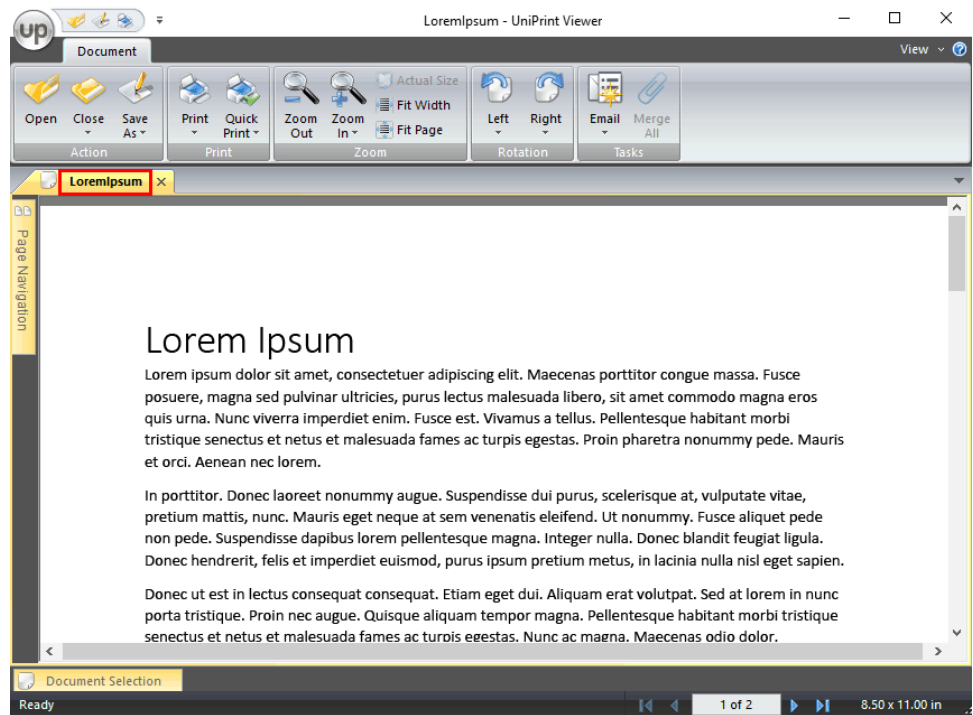 up
LoremIpsum - UniPrint Viewer
Document
View
Actual Size
Fit Width
Fit Page
Open Close Save As Print Quick Print Zoom Out Zoom In Left Right Email Merge All
Action Print Zoom Rotation Tasks
LoremIpsum
Page Navigation
Lorem Ipsum
Lorem ipsum dolor sit amet, consectetuer adipiscing elit. Maecenas porttitor congue massa. Fusce
posuere, magna sed pulvinar ultricies, purus lectus malesuada libero, sit amet commodo magna eros
quis urna. Nunc viverra imperdiet enim. Fusce est. Vivamus a tellus. Pellentesque habitant morbi
tristique senectus et netus et malesuada fames ac turpis egestas. Proin pharetra nonummy pede. Mauris
et orci. Aenean nec lorem.
In porttitor. Donec laoreet nonummy augue. Suspendisse dui purus, scelerisque at, vulputate vitae,
pretium mattis, nunc. Mauris eget neque at sem venenatis eleifend. Ut nonummy. Fusce aliquet pede
non pede. Suspendisse dapibus lorem pellentesque magna. Integer nulla. Donec blandit feugiat ligula.
Donec hendrerit, felis et imperdiet euismod, purus ipsum pretium metus, in lacinia nulla nisl eget sapien.
Donec ut est in lectus consequat consequat. Etiam eget dui. Aliquam erat volutpat. Sed at lorem in nunc
porta tristique. Proin nec augue. Quisque aliquam tempor magna. Pellentesque habitant morbi tristique
senectus et netus et malesuada fames ac turpis egestas. Nunc ac magna. Maecenas odio dolor,
Document Selection
Ready
1 of 2
8.50 x 11.00 in